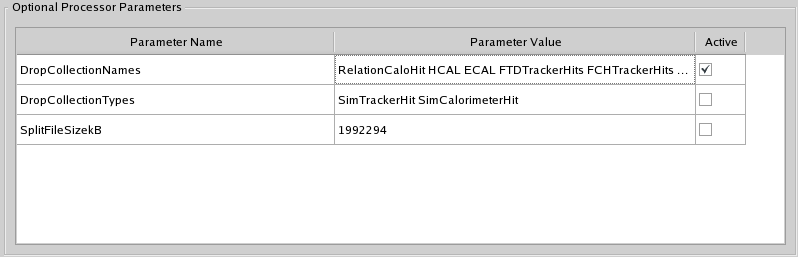 Optional Processor Parameters
Parameter Name Parameter Value Active
DropCollectionNames RelationCaloHit HCAL ECAL FTDTrackerHits FCHTrackerHits ...
DropCollectionTypes SimTrackerHit SimCalorimeterHit
SplitFileSizekB 1992294